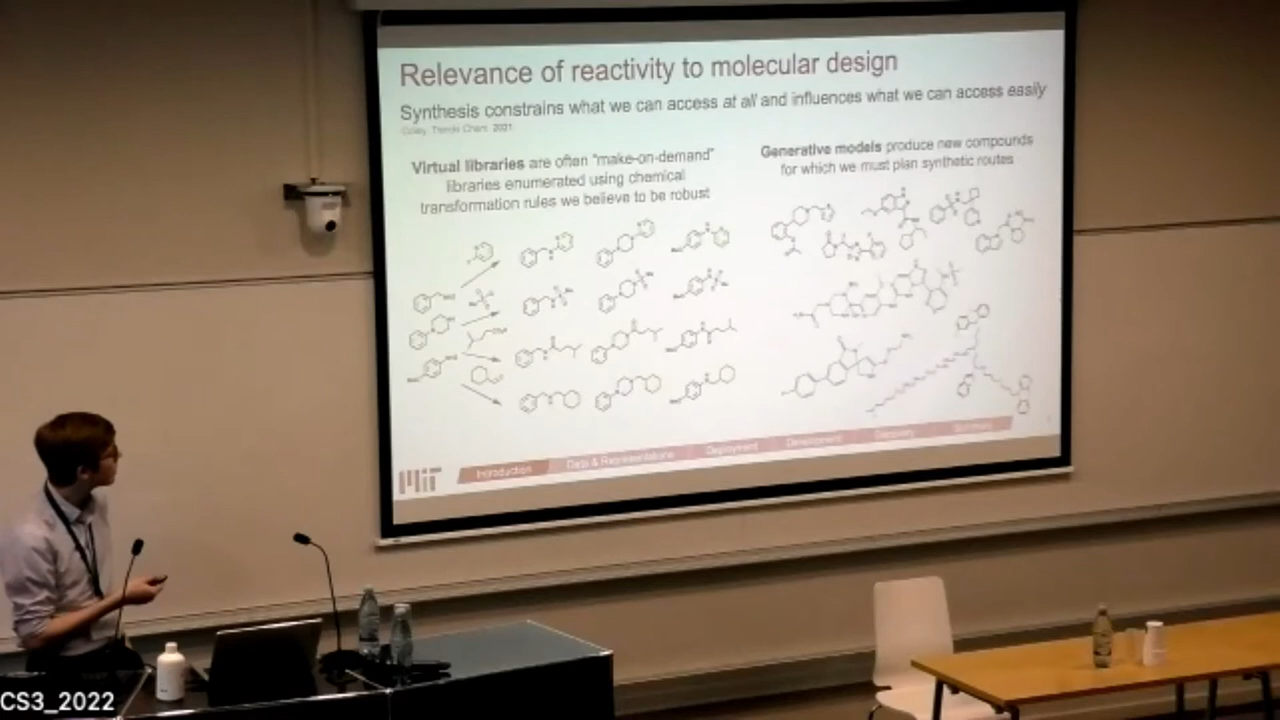 Relevance of reactivity to molecular design
Synthesis constrains what we can access at all and influences what we can access easily
Coley, Trends Chem. 2021
Virtual libraries are often "make-on-demand"
libraries enumerated using chemical
transformation rules we believe to be robust
Generative models produce new compounds
for which we must plan synthetic routes
MIT
Introduction
Data & Representations
Deployment
Development
Discovery
Summary
CS3_2022